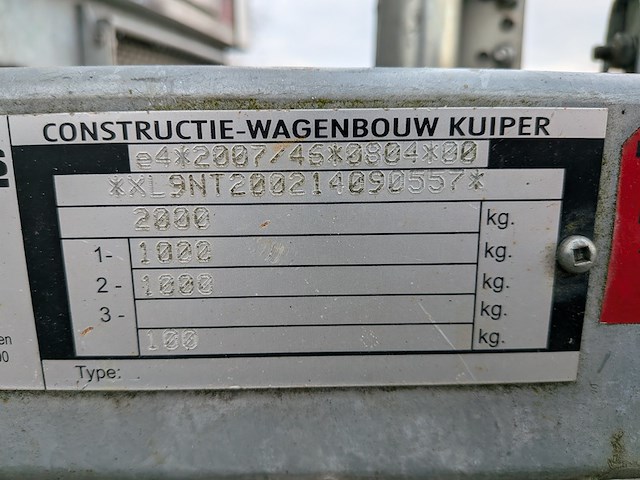 CONSTRUCTIE-WAGENBOUW KUIPER
e4*2007/46*0804*00
*XL9NT200214090557*
2000 kg.
1- 1000 kg.
2- 1000 kg.
3- kg.
100 kg.
Type: